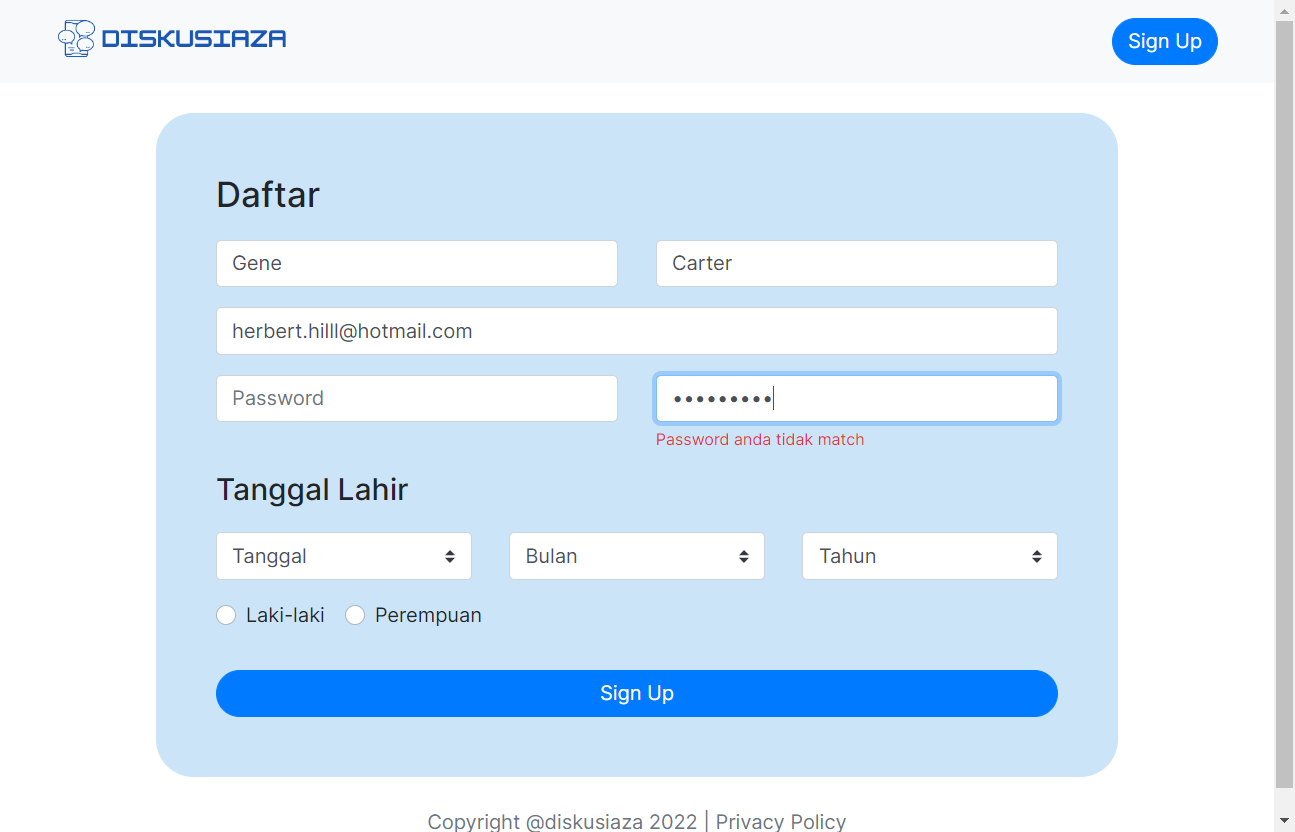 DISKUSIAZA
Sign Up
Daftar
Gene
Carter
herbert.hilll@hotmail.com
Password
•••••••••
Password anda tidak match
Tanggal Lahir
Tanggal
Bulan
Tahun
Laki-laki
Perempuan
Sign Up
Copyright @diskusiaza 2022 | Privacy Policy